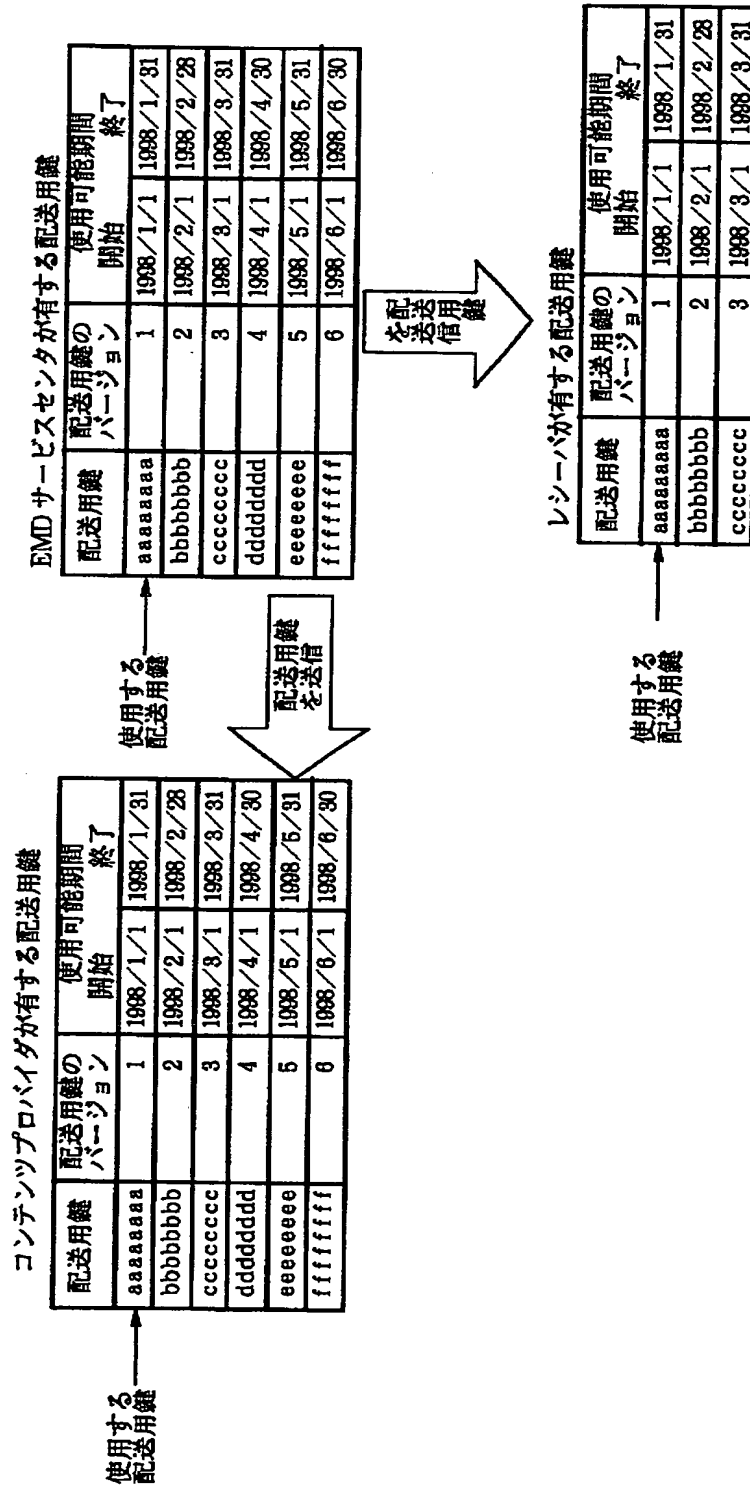 コンテンツプロバイダが有する配送用鍵
配送用鍵 配送用鍵の バージョン 使用可能期間 開始 終了
aaaaaaaa 1 1998/1/1 1998/1/31
bbbbbbbb 2 1998/2/1 1998/2/28
cccccccc 3 1998/3/1 1998/3/31
dddddddd 4 1998/4/1 1998/4/30
eeeeeeee 5 1998/5/1 1998/5/31
ffffffff 6 1998/6/1 1998/6/30
使用する
配送用鍵
配送用鍵
を送信
EMDサービスセンタが有する配送用鍵
配送用鍵 配送用鍵の バージョン 使用可能期間 開始 終了
aaaaaaaa 1 1998/1/1 1998/1/31
bbbbbbbb 2 1998/2/1 1998/2/28
cccccccc 3 1998/3/1 1998/3/31
dddddddd 4 1998/4/1 1998/4/30
eeeeeeee 5 1998/5/1 1998/5/31
ffffffff 6 1998/6/1 1998/6/30
使用する
配送用鍵
配送用鍵
を送信
レシーバが有する配送用鍵
配送用鍵 配送用鍵の バージョン 使用可能期間 開始 終了
aaaaaaaa 1 1998/1/1 1998/1/31
bbbbbbbb 2 1998/2/1 1998/2/28
cccccccc 3 1998/3/1 1998/3/31
使用する
配送用鍵